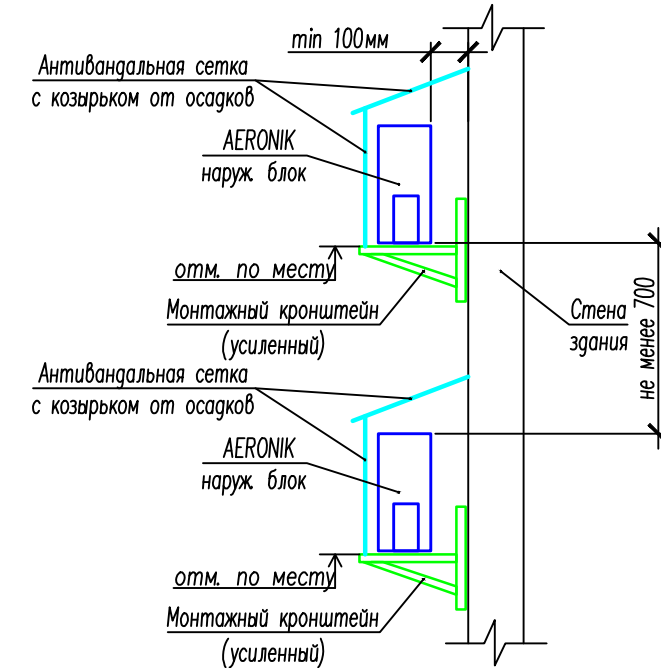 min 100мм
Антивандальная сетка
с козырьком от осадков
AERONIK
наруж. блок
отм. по месту
Монтажный кронштейн
(усиленный)
Стена
здания
не менее 700
Антивандальная сетка
с козырьком от осадков
AERONIK
наруж. блок
отм. по месту
Монтажный кронштейн
(усиленный)